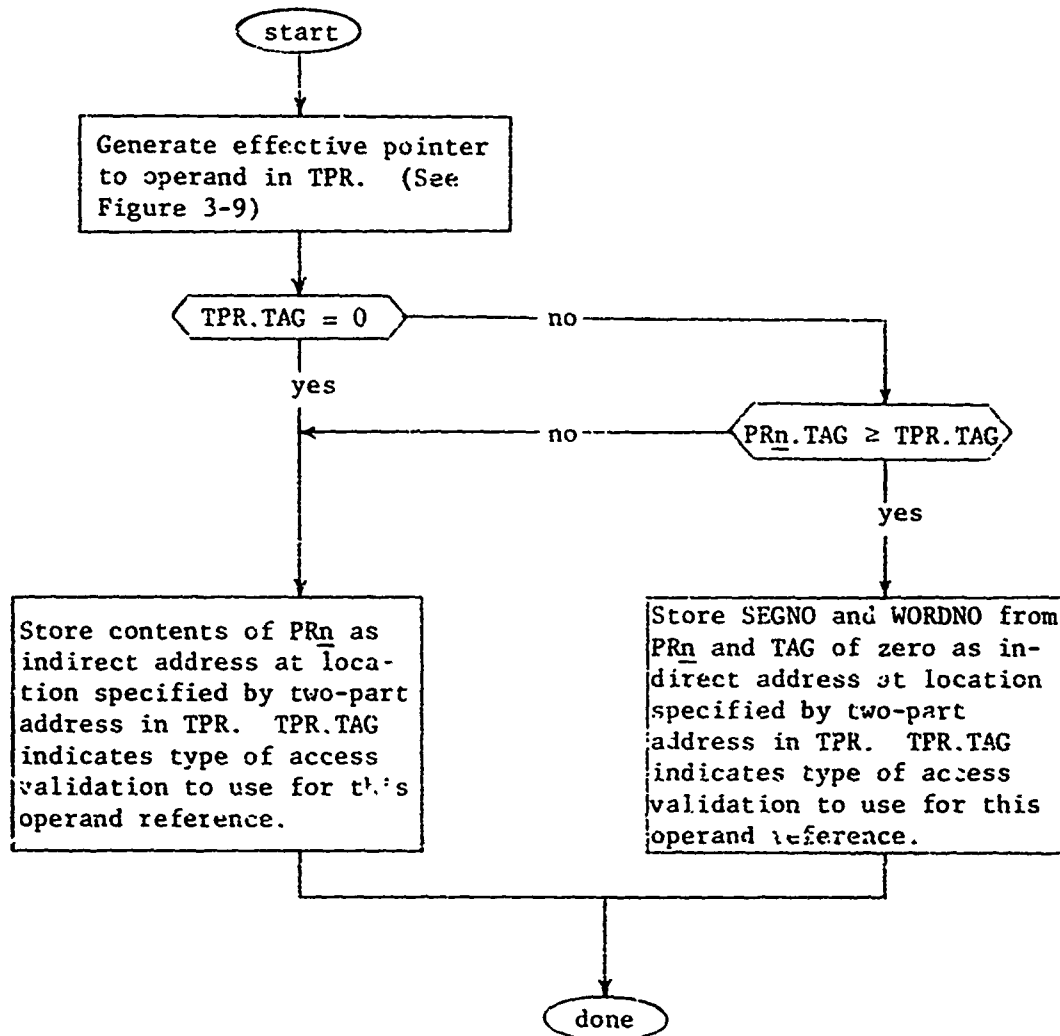 start
Generate effective pointer
to operand in TPR. (See
Figure 3-9)
TPR.TAG = 0
no
yes
no
PRn.TAG ≥ TPR.TAG
yes
Store contents of PRn as
indirect address at loca-
tion specified by two-part
address in TPR. TPR.TAG
indicates type of access
validation to use for this
operand reference.
Store SEGNO and WORDNO from
PRn and TAG of zero as in-
direct address at location
specified by two-part
address in TPR. TPR.TAG
indicates type of access
validation to use for this
operand reference.
done